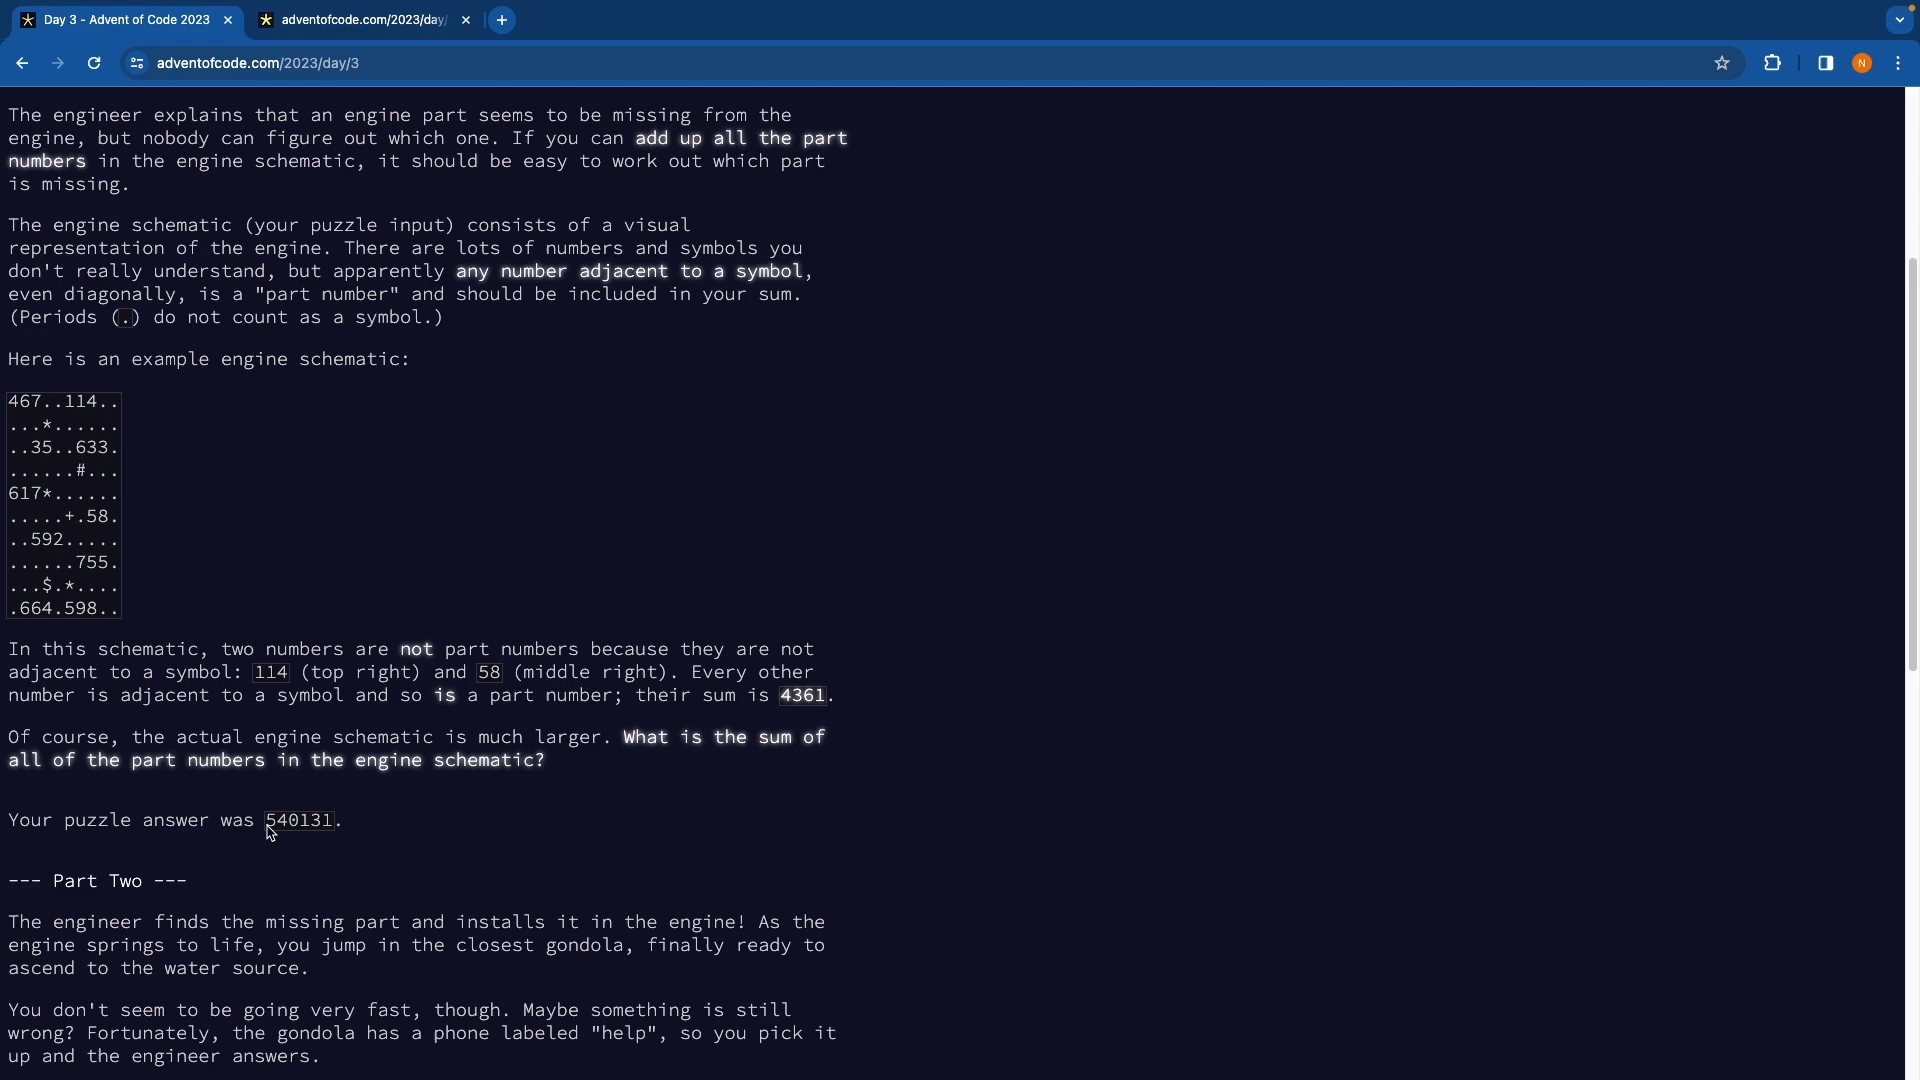 Day 3 - Advent of Code 2023
adventofcode.com/2023/day/
adventofcode.com/2023/day/3
N
The engineer explains that an engine part seems to be missing from the
engine, but nobody can figure out which one. If you can add up all the part
numbers in the engine schematic, it should be easy to work out which part
is missing.
The engine schematic (your puzzle input) consists of a visual
representation of the engine. There are lots of numbers and symbols you
don't really understand, but apparently any number adjacent to a symbol,
even diagonally, is a "part number" and should be included in your sum.
(Periods (.) do not count as a symbol.)
Here is an example engine schematic:
467..114..
...*......
..35..633.
......#...
617*......
.....+.58.
..592.....
......755.
...$.*....
.664.598..
In this schematic, two numbers are not part numbers because they are not
adjacent to a symbol: 114 (top right) and 58 (middle right). Every other
number is adjacent to a symbol and so is a part number; their sum is 4361.
Of course, the actual engine schematic is much larger. What is the sum of
all of the part numbers in the engine schematic?
Your puzzle answer was 540131.
--- Part Two ---
The engineer finds the missing part and installs it in the engine! As the
engine springs to life, you jump in the closest gondola, finally ready to
ascend to the water source.
You don't seem to be going very fast, though. Maybe something is still
wrong? Fortunately, the gondola has a phone labeled "help", so you pick it
up and the engineer answers.